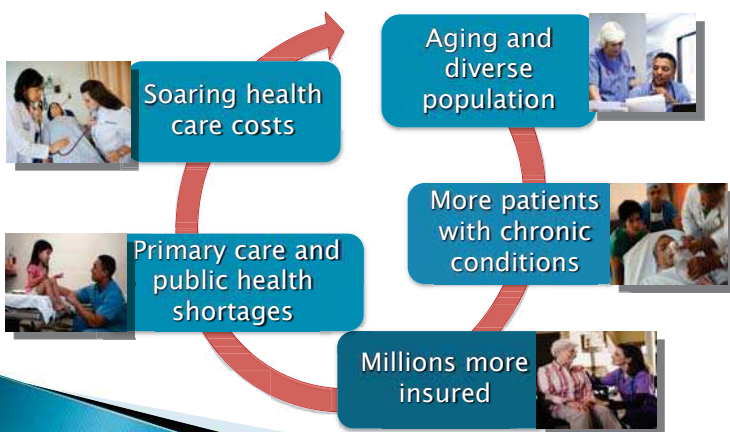 Aging and
diverse
population
More patients
with chronic
conditions
Millions more
insured
Primary care and
public health
shortages
Soaring health
care costs